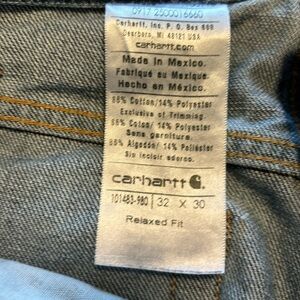 0917 2500016660
Carhartt, Inc. P. O. Box 600
Dearborn, MI 48121 USA
carhartt.com
Made in Mexico.
Fabriqué au Mexique.
Hecho en México.
86% Cotton/14% Polyester
Exclusive of Trimming
86% Coton/ 14% Polyester
Sans garniture.
86% Algodón/ 14% Poliéster
Sin incluir adorno.
carhartt
101483-980 32 X 30
Relaxed Fit